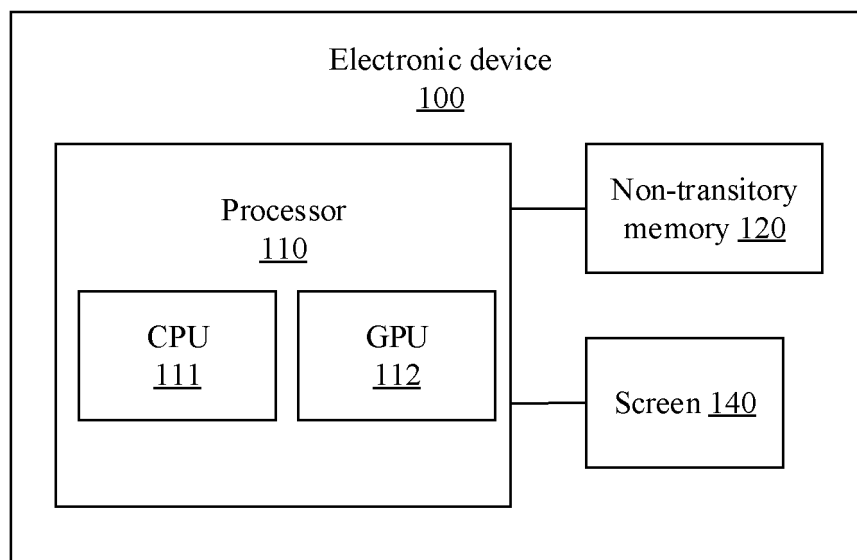 Electronic device
100
Processor
110
CPU
111
GPU
112
Non-transitory
memory 120
Screen 140